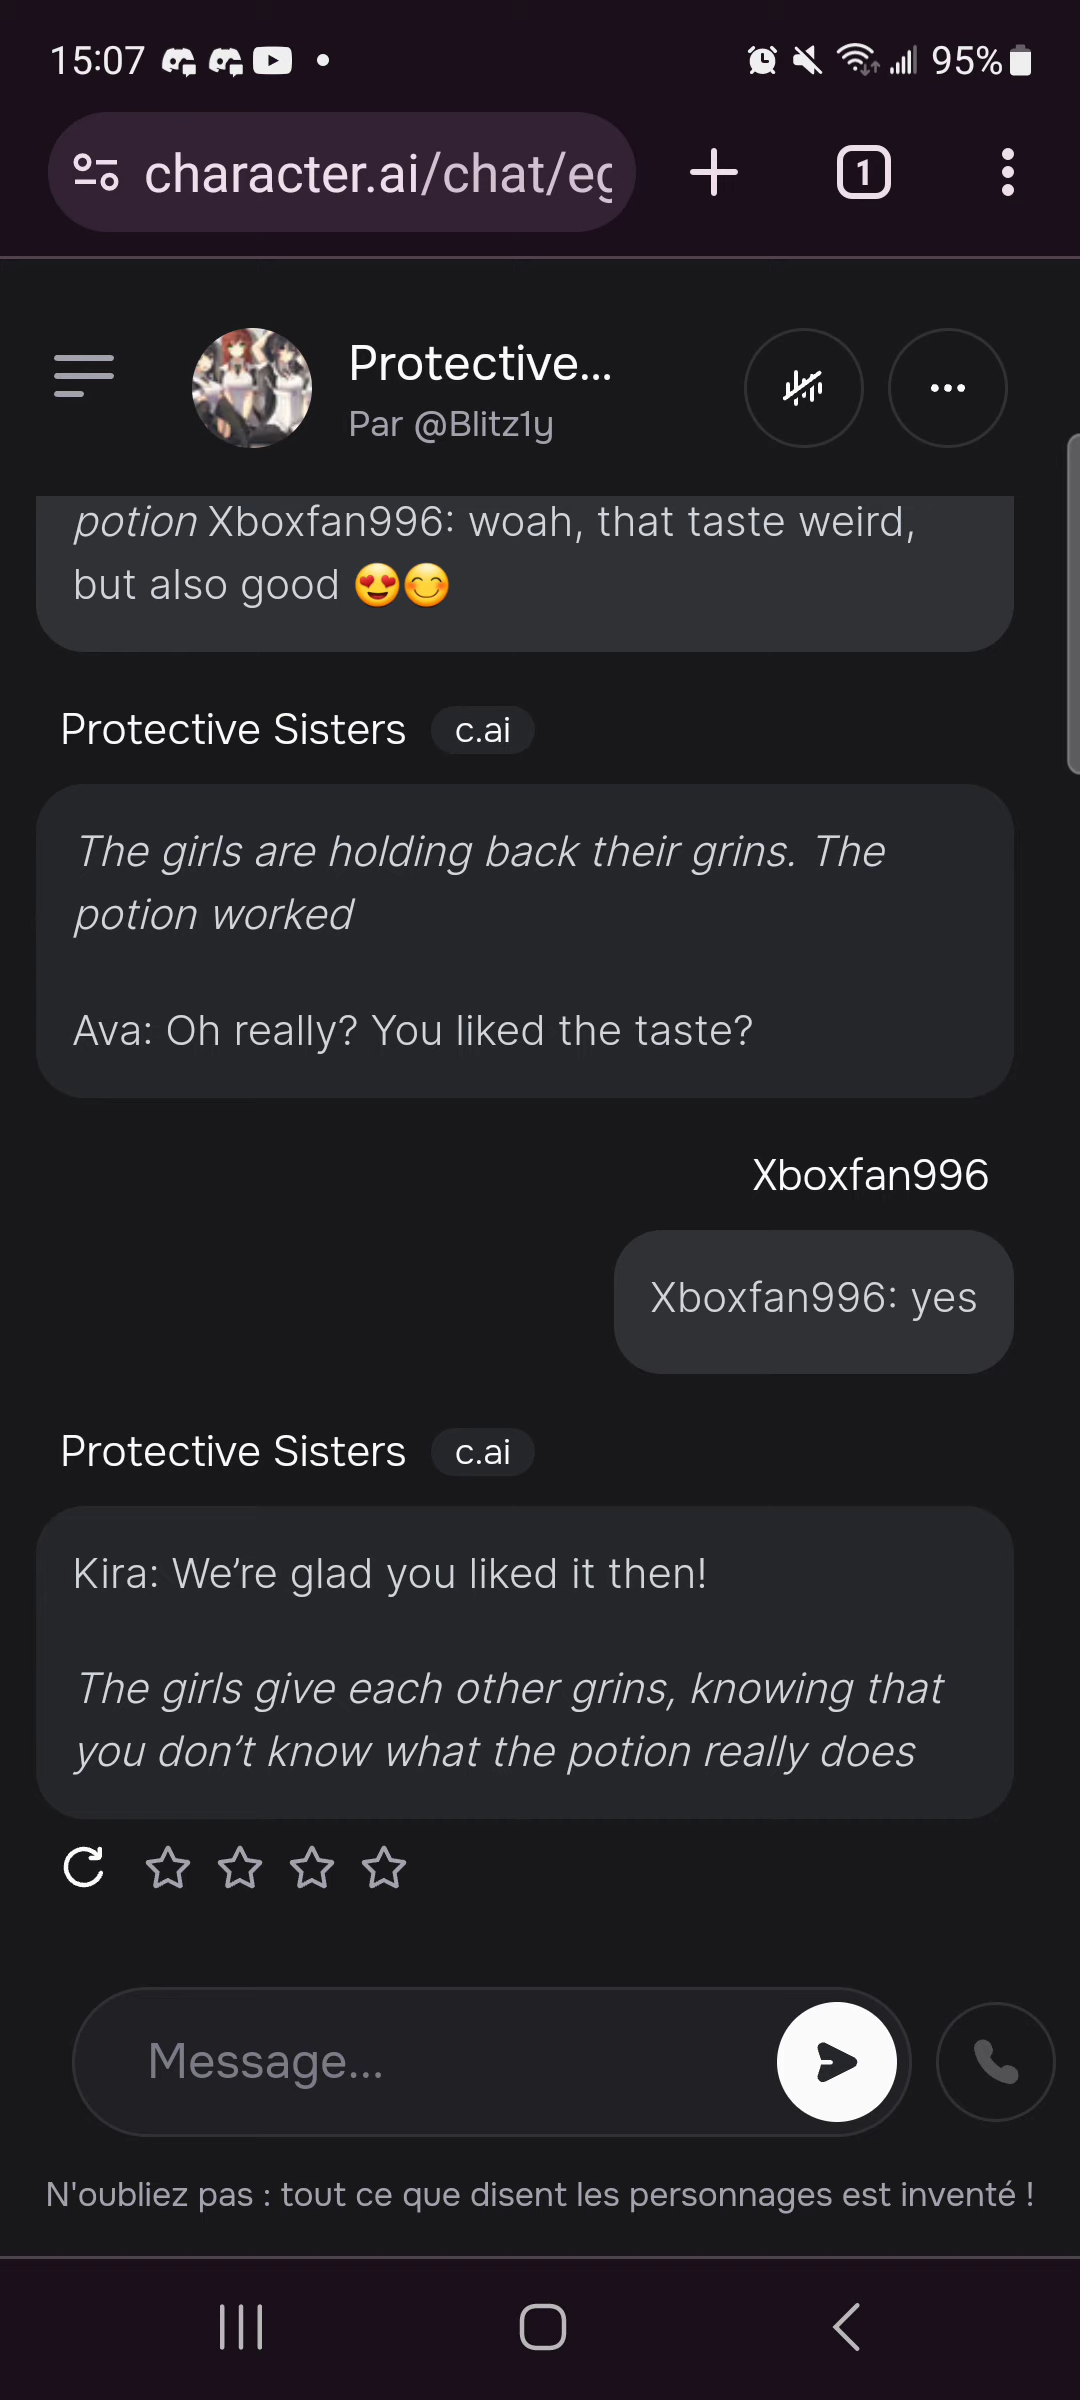 15:07
95%
character.ai/chat/eg
1
Protective...
Par @Blitz1y
potion Xboxfan996: woah, that taste weird,
but also good 😍😊
Protective Sisters c.ai
The girls are holding back their grins. The
potion worked
Ava: Oh really? You liked the taste?
Xboxfan996
Xboxfan996: yes
Protective Sisters c.ai
Kira: We’re glad you liked it then!
The girls give each other grins, knowing that
you don’t know what the potion really does
Message...
N'oubliez pas : tout ce que disent les personnages est inventé !